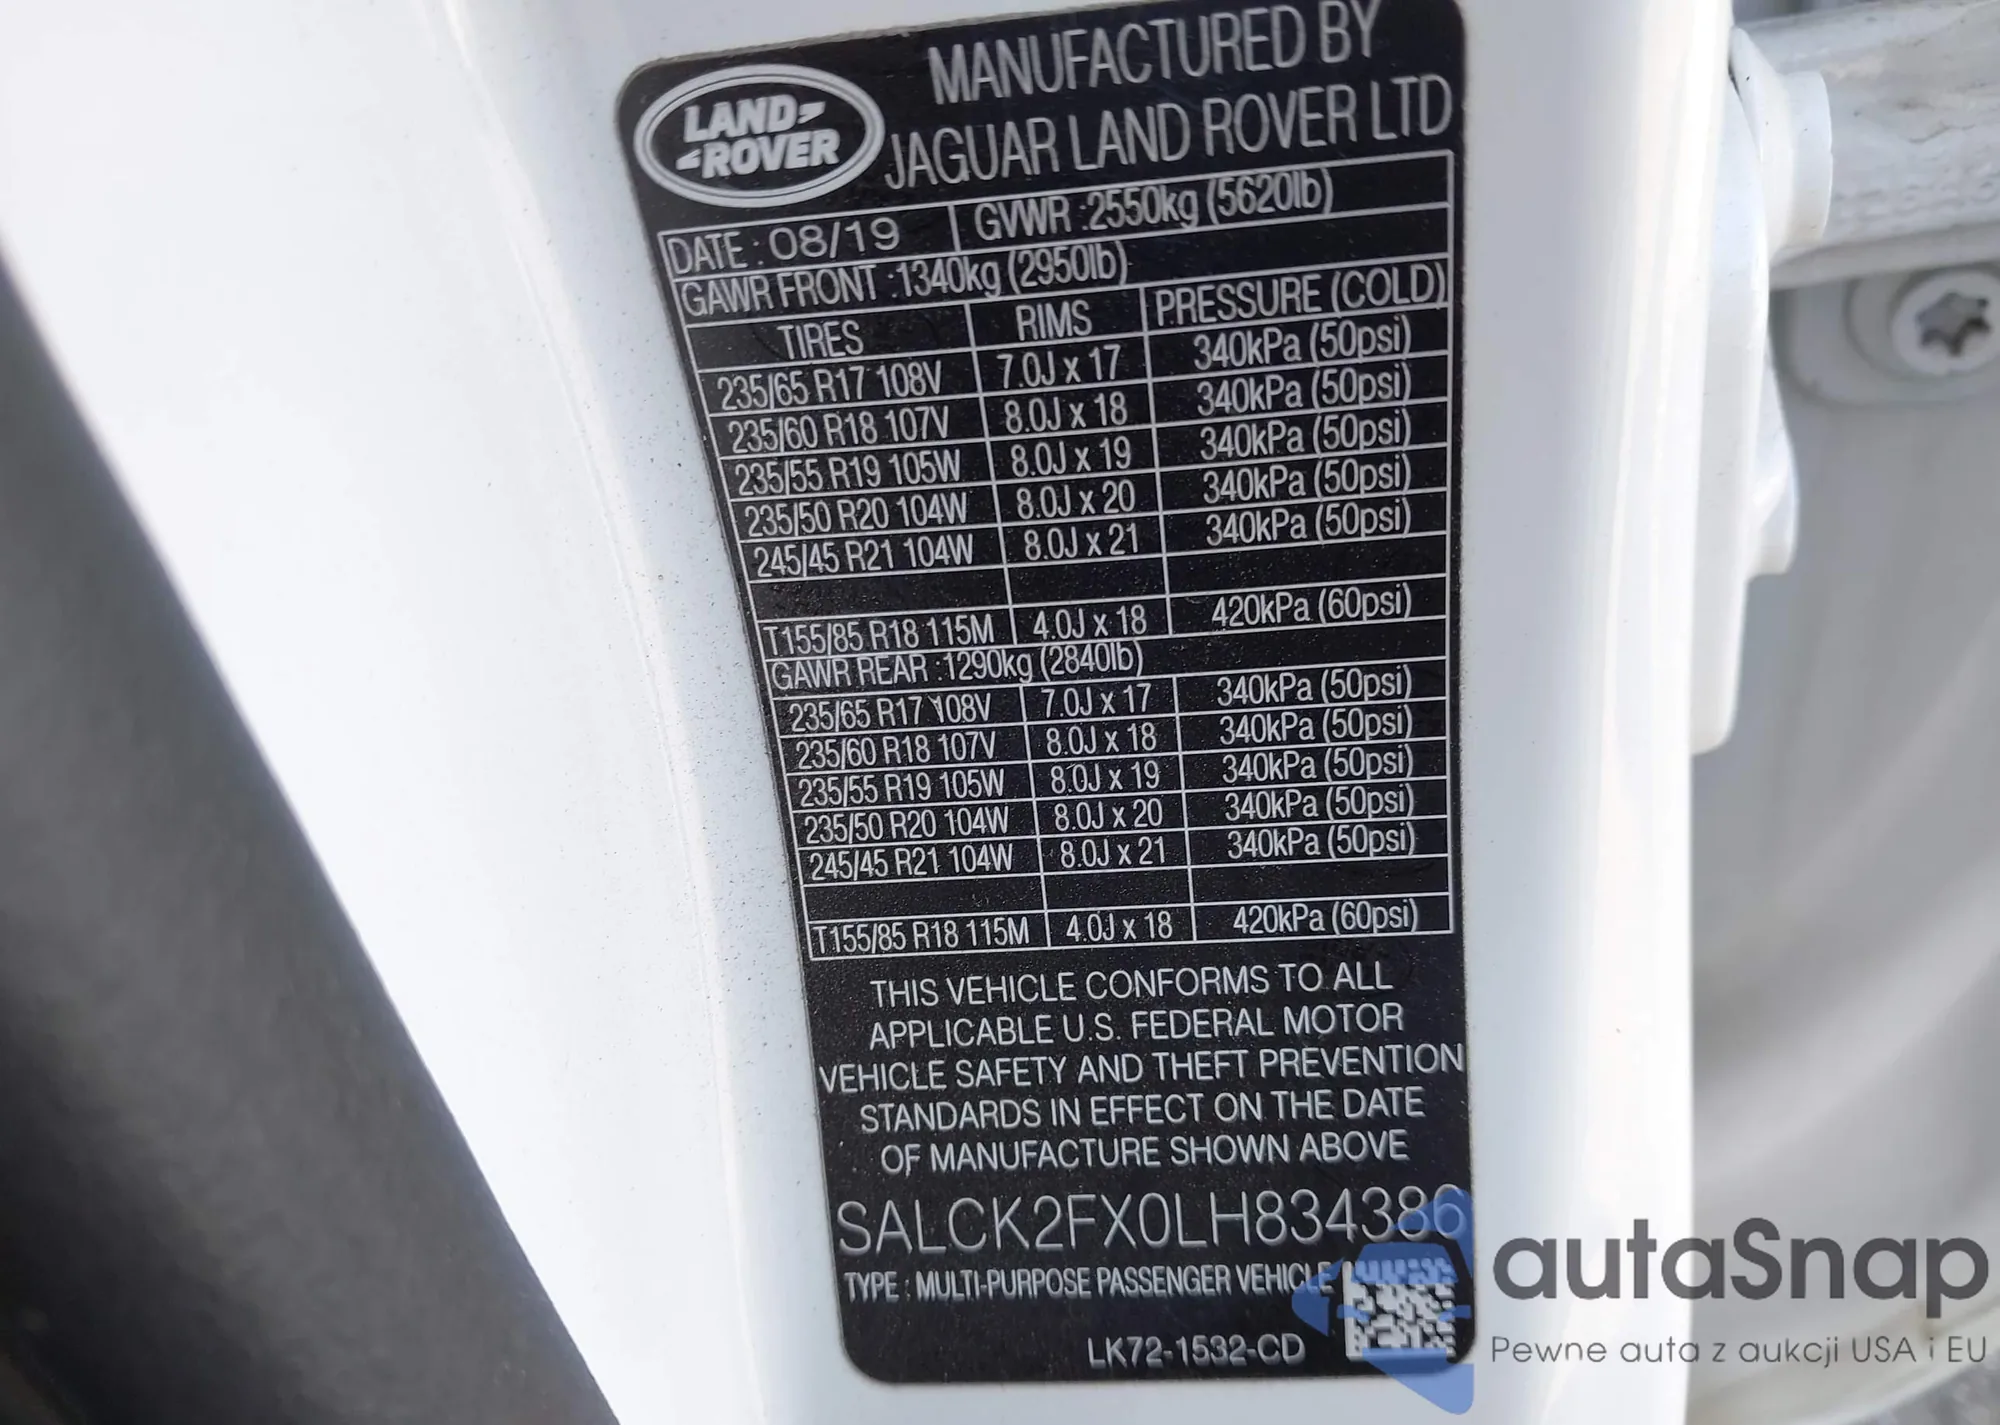 LAND ROVER
MANUFACTURED BY
JAGUAR LAND ROVER LTD
DATE : 08/19 GVWR :2550kg (5620lb)
GAWR FRONT :1340kg (2950lb)
TIRES RIMS PRESSURE (COLD)
235/65 R17 108V 7.0J x 17 340kPa (50psi)
235/60 R18 107V 8.0J x 18 340kPa (50psi)
235/55 R19 105W 8.0J x 19 340kPa (50psi)
235/50 R20 104W 8.0J x 20 340kPa (50psi)
245/45 R21 104W 8.0J x 21 340kPa (50psi)
T155/85 R18 115M 4.0J x 18 420kPa (60psi)
GAWR REAR :1290kg (2840lb)
235/65 R17 108V 7.0J x 17 340kPa (50psi)
235/60 R18 107V 8.0J x 18 340kPa (50psi)
235/55 R19 105W 8.0J x 19 340kPa (50psi)
235/50 R20 104W 8.0J x 20 340kPa (50psi)
245/45 R21 104W 8.0J x 21 340kPa (50psi)
T155/85 R18 115M 4.0J x 18 420kPa (60psi)
THIS VEHICLE CONFORMS TO ALL
APPLICABLE U.S. FEDERAL MOTOR
VEHICLE SAFETY AND THEFT PREVENTION
STANDARDS IN EFFECT ON THE DATE
OF MANUFACTURE SHOWN ABOVE
SALCK2FX0LH834386
TYPE : MULTI-PURPOSE PASSENGER VEHICLE
LK72-1532-CD
autaSnap
Pewne auta z aukcji USA i EU